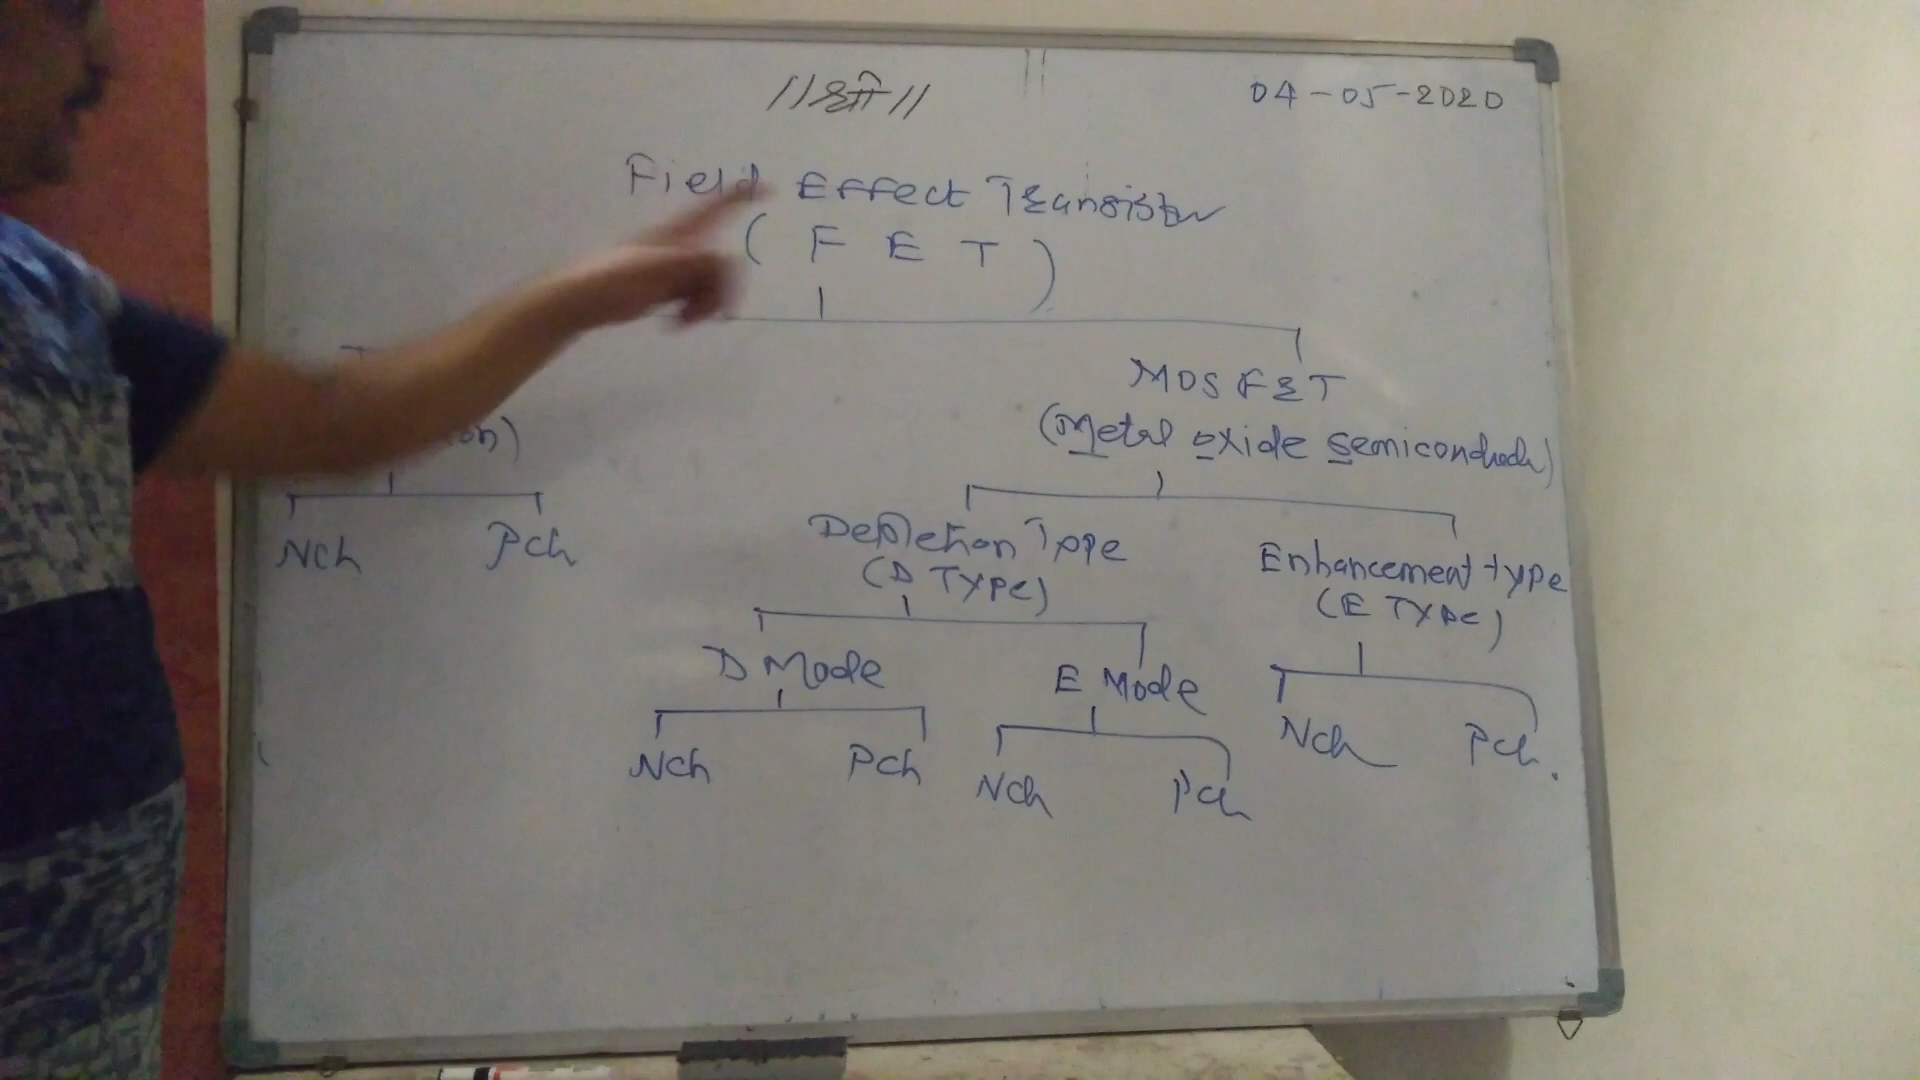 //श्री//
04-05-2020
Field Effect Transistor
( F E T )
MOSFET
(Metal oxide semiconductor)
Nch Pch
Depletion Type
(D TYPE)
Enhancement type
(E TYPE)
D Mode
E Mode
Nch Pch
Nch Pch
Nch Pch.